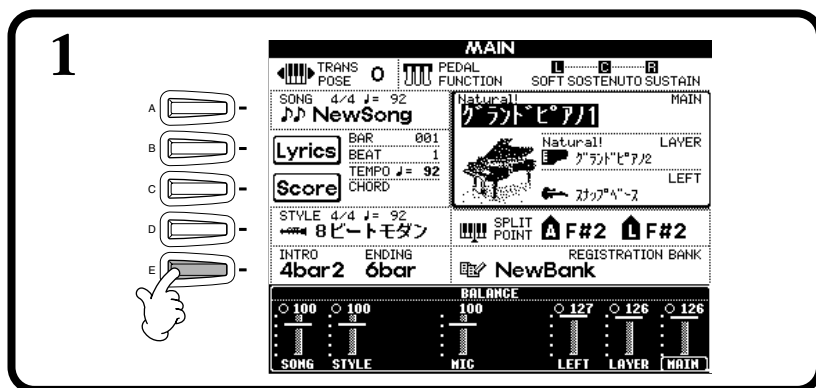 1
MAIN
TRANS POSE 0
PEDAL FUNCTION
L C R
SOFT SOSTENUTO SUSTAIN
SONG 4/4 ♩= 92
NewSong
Natural! MAIN
グランドピアノ1
Lyrics
BAR 001
BEAT 1
TEMPO ♩= 92
CHORD
Score
Natural! LAYER
グランドピアノ2
LEFT
スナップベース
STYLE 4/4 ♩= 92
8ビートモダン
SPLIT POINT A F#2 L F#2
INTRO ENDING
4bar2 6bar
REGISTRATION BANK
NewBank
BALANCE
100 100 100 127 126 126
SONG STYLE MIC LEFT LAYER MAIN
A
B
C
D
E